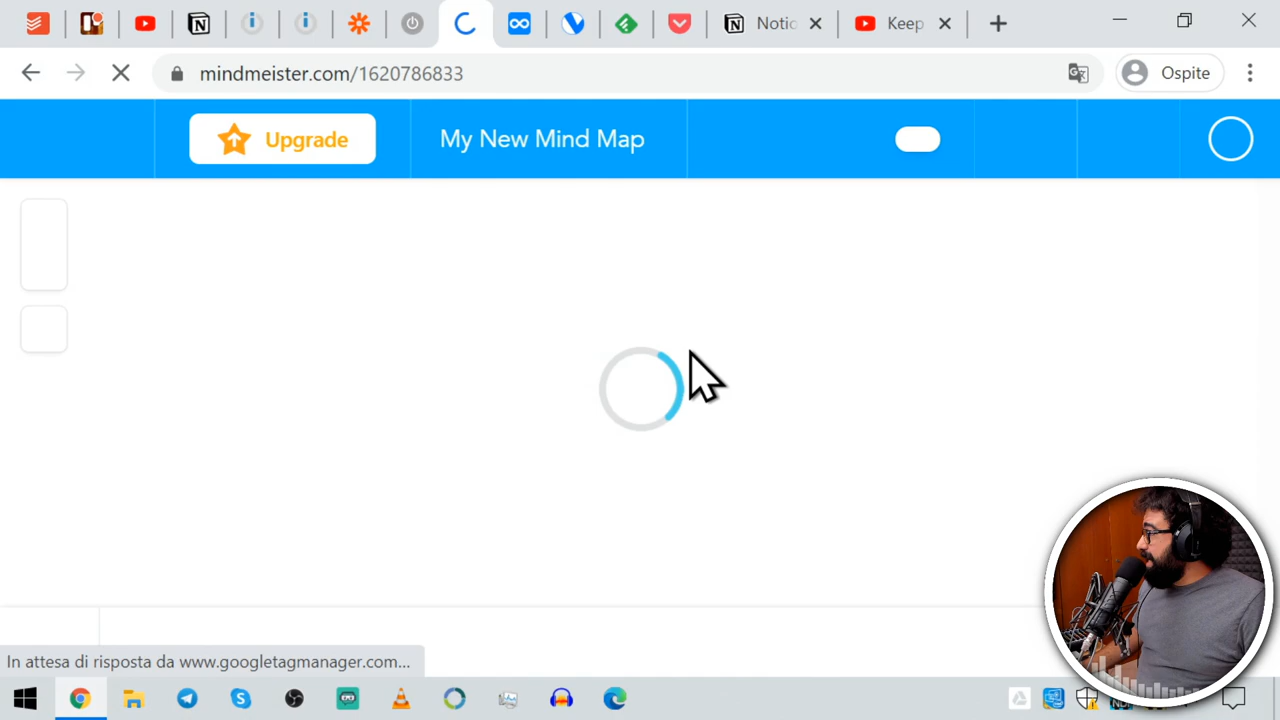 Notic
Keep
mindmeister.com/1620786833
Ospite
Upgrade
My New Mind Map
In attesa di risposta da www.googletagmanager.com...